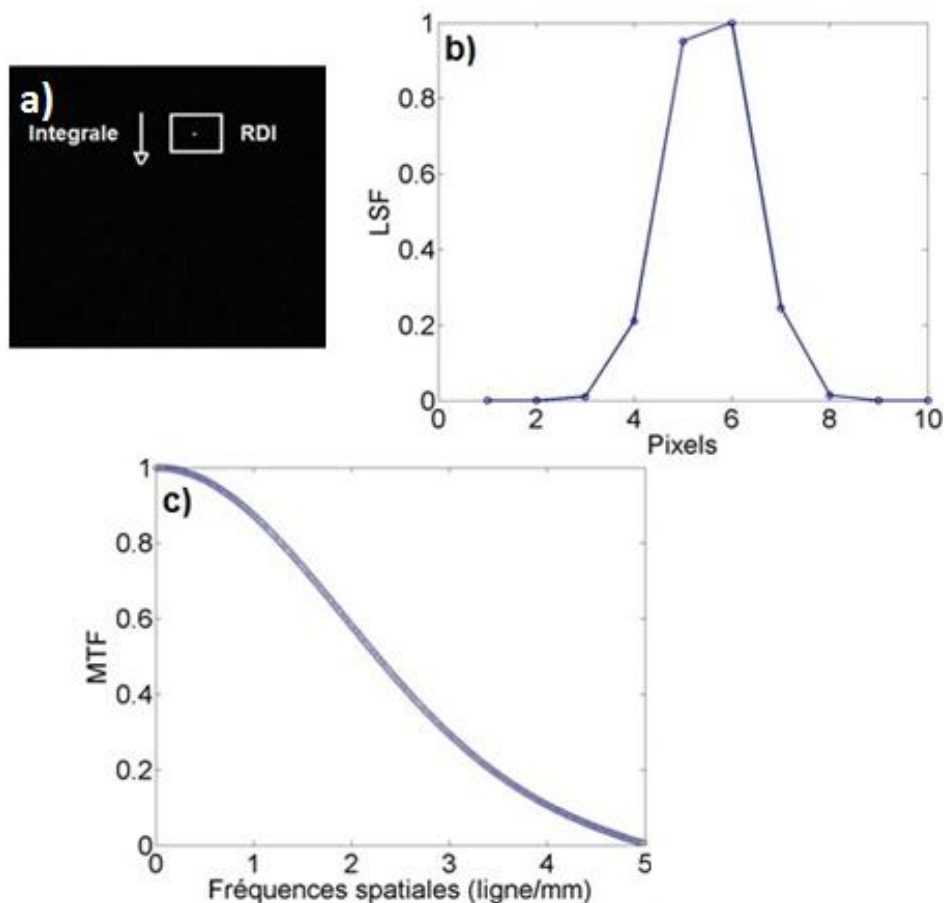 a)
Integrale RDI
b)
1
0.8
0.6
0.4
0.2
0
LSF
0 2 4 6 8 10
Pixels
c)
1
0.8
0.6
0.4
0.2
0
MTF
0 1 2 3 4 5
Fréquences spatiales (ligne/mm)